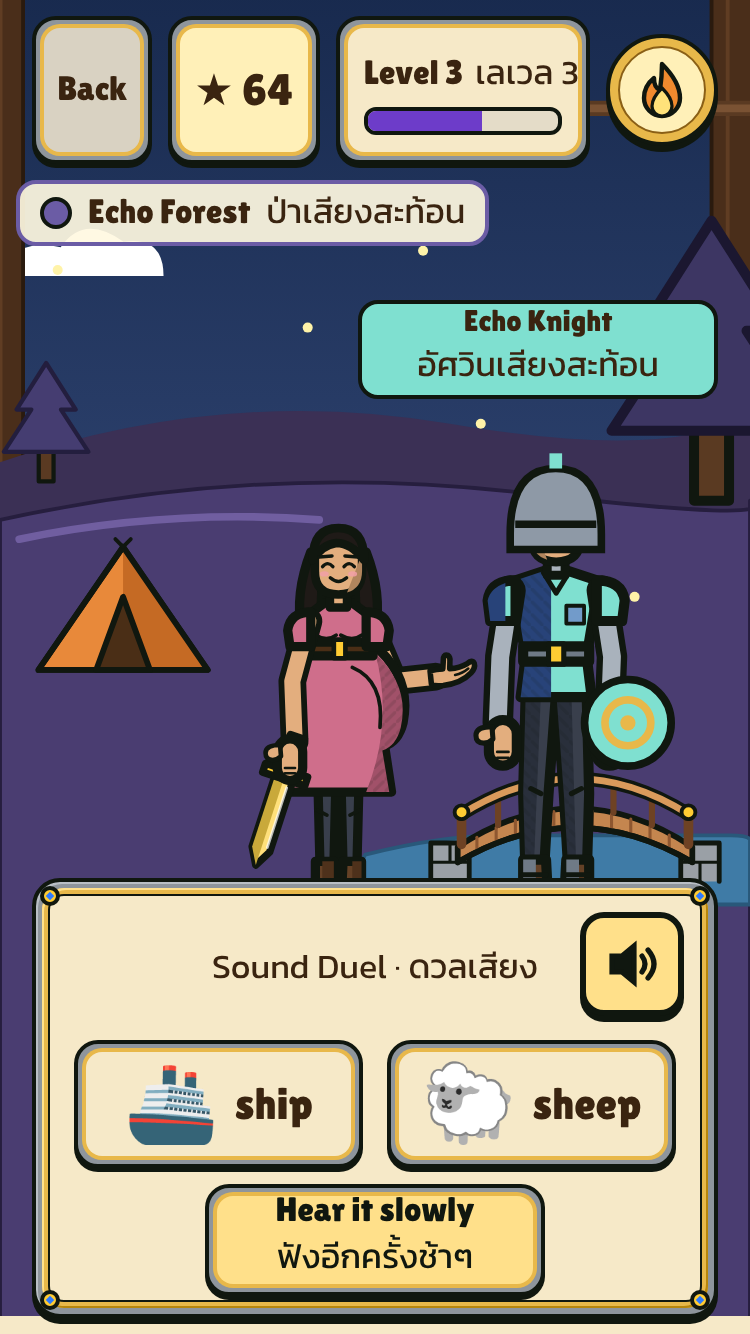 Back
★ 64
Level 3 เลเวล 3
Echo Forest ป่าเสียงสะท้อน
Echo Knight
อัศวินเสียงสะท้อน
Sound Duel · ดวลเสียง
ship
sheep
Hear it slowly
ฟังอีกครั้งช้าๆ